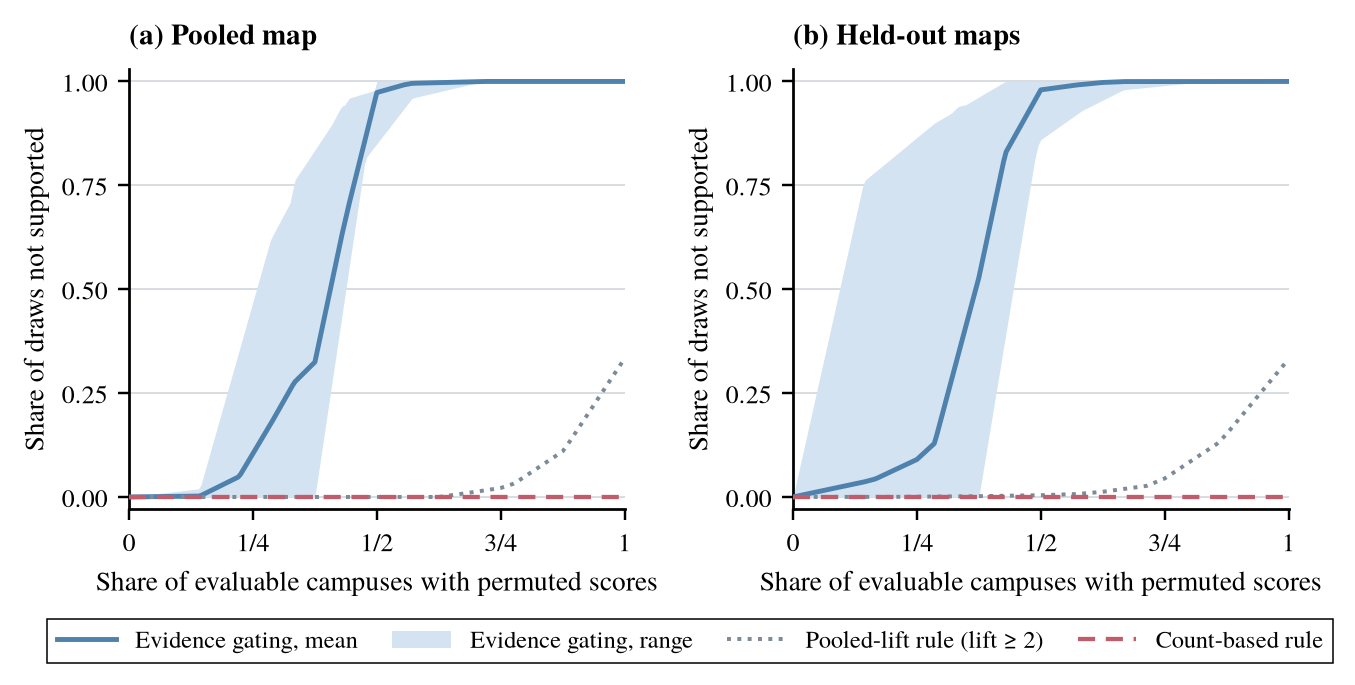 (a) Pooled map
Share of draws not supported
1.00
0.75
0.50
0.25
0.00
0 1/4 1/2 3/4 1
Share of evaluable campuses with permuted scores
(b) Held-out maps
Share of draws not supported
1.00
0.75
0.50
0.25
0.00
0 1/4 1/2 3/4 1
Share of evaluable campuses with permuted scores
Evidence gating, mean Evidence gating, range Pooled-lift rule (lift ≥ 2) Count-based rule